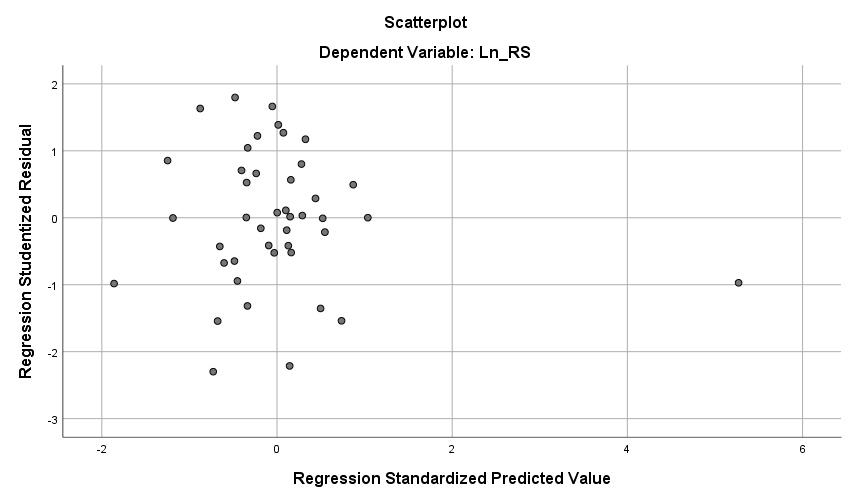 Scatterplot
Dependent Variable: Ln_RS
Regression Studentized Residual
2
1
0
-1
-2
-3
-2
0
2
4
6
Regression Standardized Predicted Value